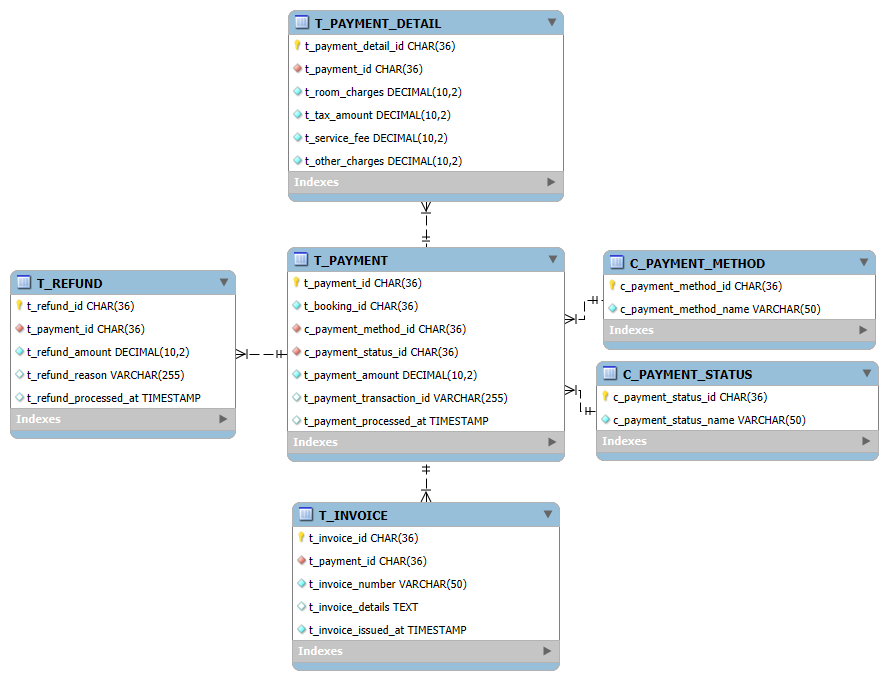 T_PAYMENT_DETAIL
t_payment_detail_id CHAR(36)
t_payment_id CHAR(36)
t_room_charges DECIMAL(10,2)
t_tax_amount DECIMAL(10,2)
t_service_fee DECIMAL(10,2)
t_other_charges DECIMAL(10,2)
Indexes
T_REFUND
t_refund_id CHAR(36)
t_payment_id CHAR(36)
t_refund_amount DECIMAL(10,2)
t_refund_reason VARCHAR(255)
t_refund_processed_at TIMESTAMP
Indexes
T_PAYMENT
t_payment_id CHAR(36)
t_booking_id CHAR(36)
c_payment_method_id CHAR(36)
c_payment_status_id CHAR(36)
t_payment_amount DECIMAL(10,2)
t_payment_transaction_id VARCHAR(255)
t_payment_processed_at TIMESTAMP
Indexes
C_PAYMENT_METHOD
c_payment_method_id CHAR(36)
c_payment_method_name VARCHAR(50)
Indexes
C_PAYMENT_STATUS
c_payment_status_id CHAR(36)
c_payment_status_name VARCHAR(50)
Indexes
T_INVOICE
t_invoice_id CHAR(36)
t_payment_id CHAR(36)
t_invoice_number VARCHAR(50)
t_invoice_details TEXT
t_invoice_issued_at TIMESTAMP
Indexes